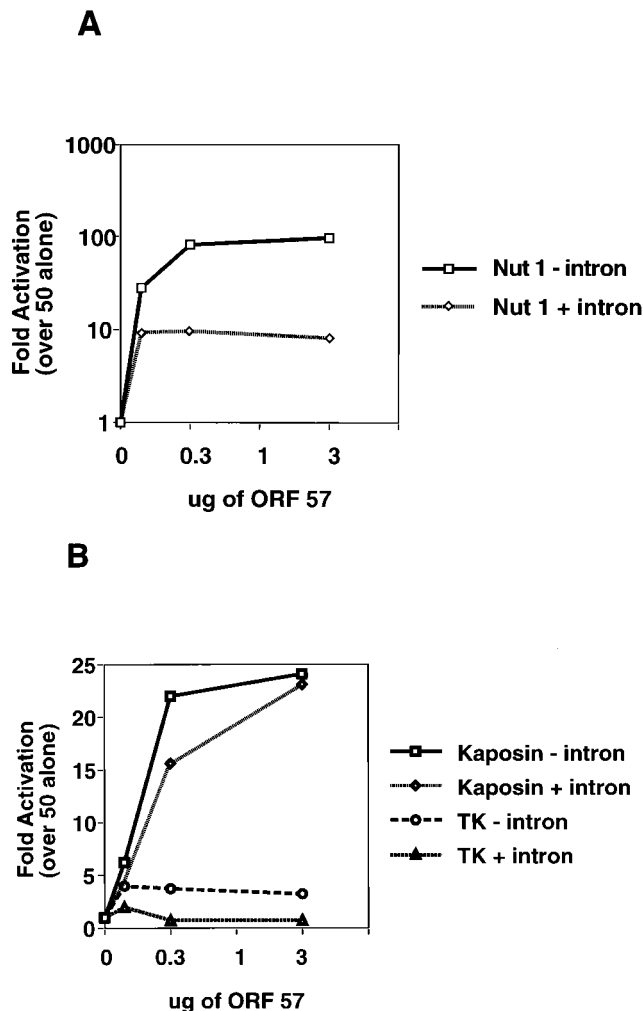 A
Fold Activation
(over 50 alone)
1000
100
10
1
0 0.3 1 3
ug of ORF 57
Nut 1 - intron
Nut 1 + intron
B
Fold Activation
(over 50 alone)
25
20
15
10
5
0
0 0.3 1 3
ug of ORF 57
Kaposin - intron
Kaposin + intron
TK - intron
TK + intron